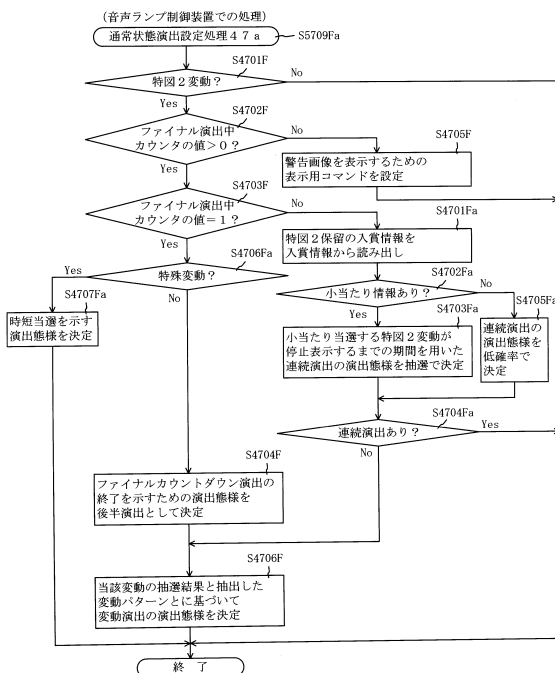 (音声ランプ制御装置での処理)
通常状態演出設定処理47a
S5709Fa
S4701F
特図2変動?
No
Yes
S4702F
ファイナル演出中
カウンタの値>0?
No
Yes
S4705F
警告画像を表示するための
表示用コマンドを設定
S4703F
ファイナル演出中
カウンタの値=1?
No
Yes
S4701Fa
特図2保留の入賞情報を
入賞情報から読み出し
S4706Fa
特殊変動?
Yes
No
S4702Fa
小当たり情報あり?
No
Yes
S4707Fa
時短当選を示す
演出態様を決定
S4703Fa
小当たり当選する特図2変動が
停止表示するまでの期間を用いた
連続演出の演出態様を抽選で決定
S4705Fa
連続演出の
演出態様を
低確率で
決定
S4704Fa
連続演出あり?
Yes
No
S4704F
ファイナルカウントダウン演出の
終了を示すための演出態様を
後半演出として決定
S4706F
当該変動の抽選結果と抽出した
変動パターンとに基づいて
変動演出の演出態様を決定
終了